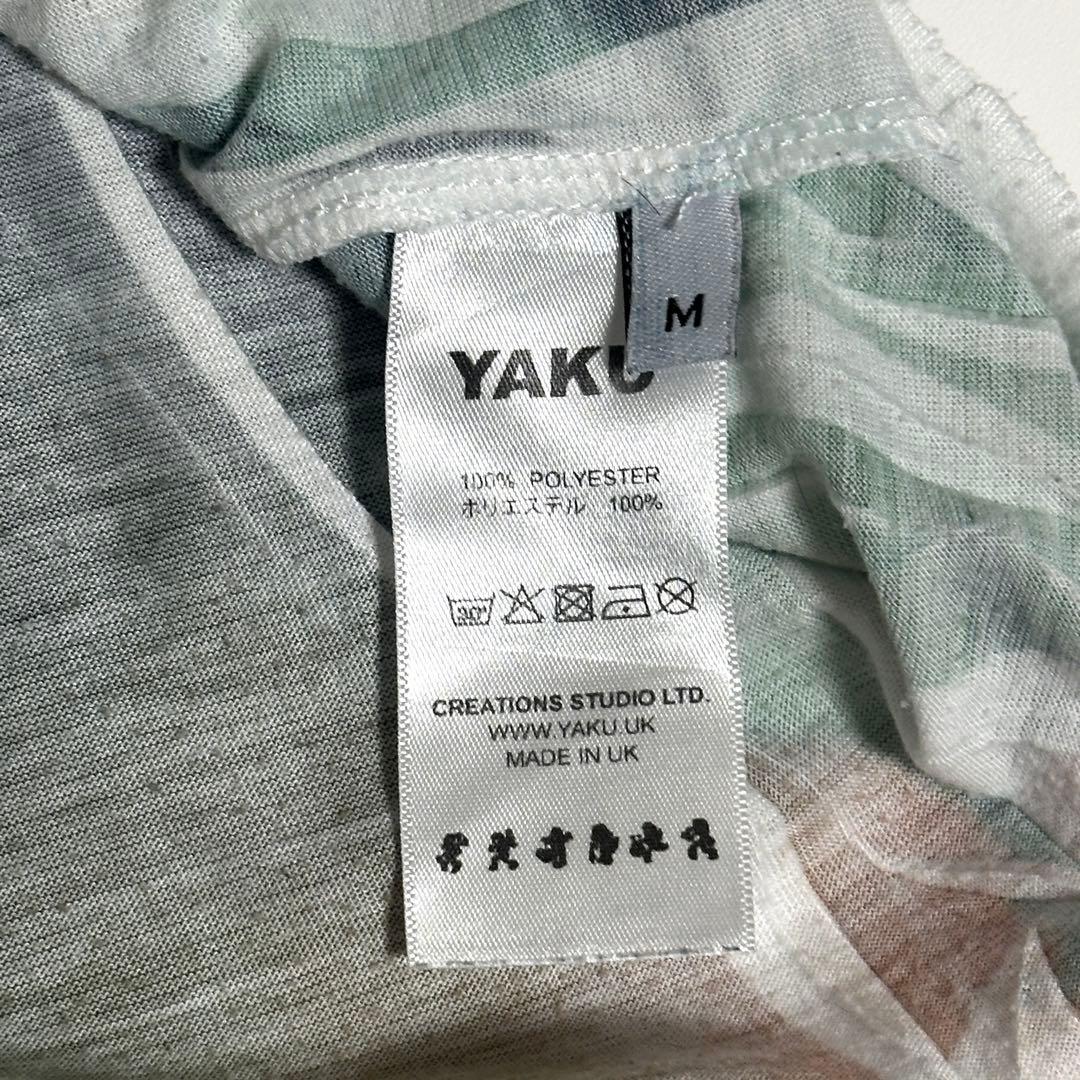 M
YAKU
100% POLYESTER
ポリエステル 100%
30°
CREATIONS STUDIO LTD.
WWW.YAKU.UK
MADE IN UK